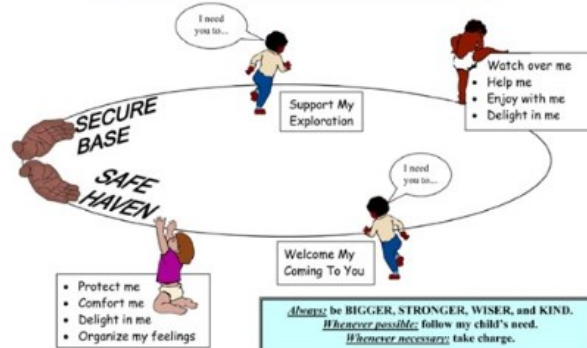 I need
you to...
Support My
Exploration
• Watch over me
• Help me
• Enjoy with me
• Delight in me
SECURE
BASE
SAFE
HAVEN
I need
you to...
Welcome My
Coming To You
• Protect me
• Comfort me
• Delight in me
• Organize my feelings
Always: be BIGGER, STRONGER, WISER, and KIND.
Whenever possible: follow my child's need.
Whenever necessary: take charge.